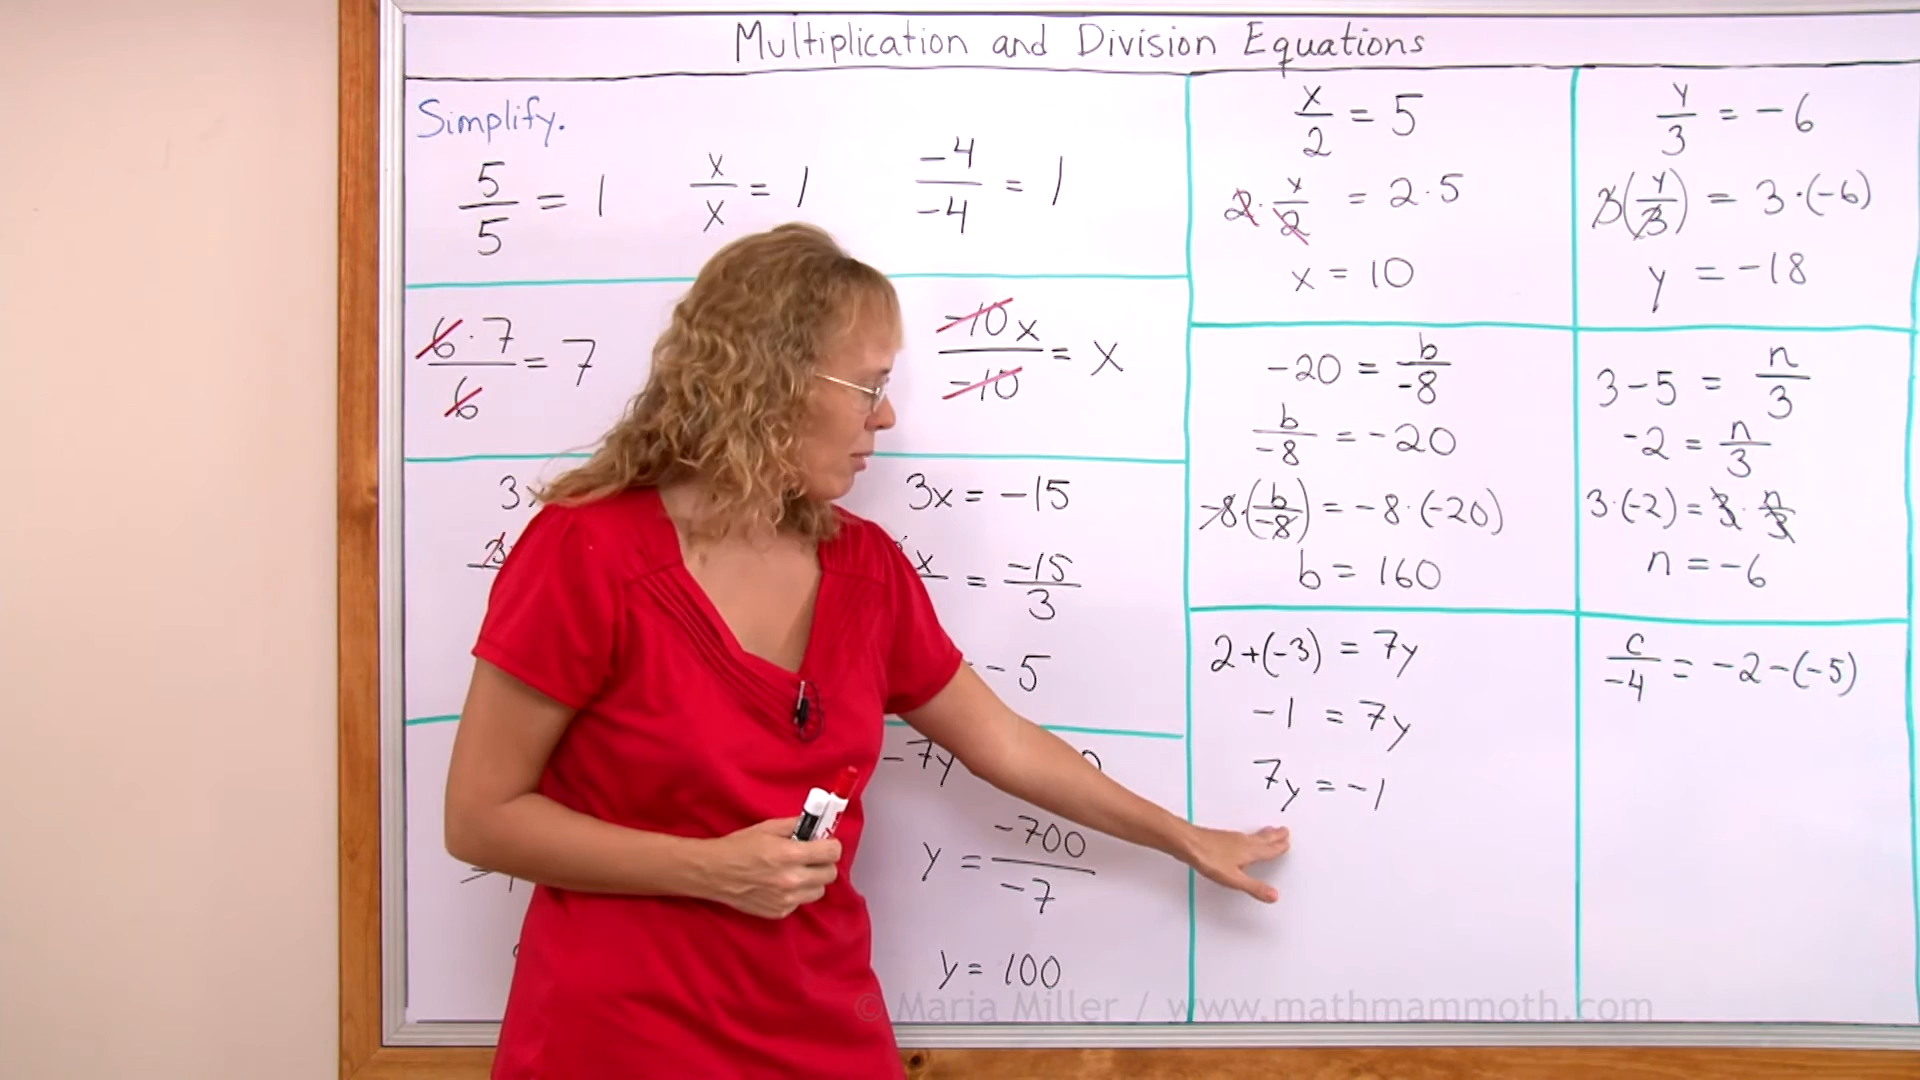 Multiplication and Division Equations
Simplify.
5/5 = 1
x/x = 1
-4/-4 = 1
6·7/6 = 7
-10x/-10 = x
3x
3x = -15
x = -15/3
-5
-7y
y = -700/-7
y = 100
x/2 = 5
2·x/2 = 2·5
x = 10
y/3 = -6
3(y/3) = 3·(-6)
y = -18
-20 = b/-8
b/-8 = -20
-8·(b/-8) = -8·(-20)
b = 160
3-5 = n/3
-2 = n/3
3·(-2) = 3·n/3
n = -6
2+(-3) = 7y
-1 = 7y
7y = -1
c/-4 = -2-(-5)
© Maria Miller / www.mathmammoth.com